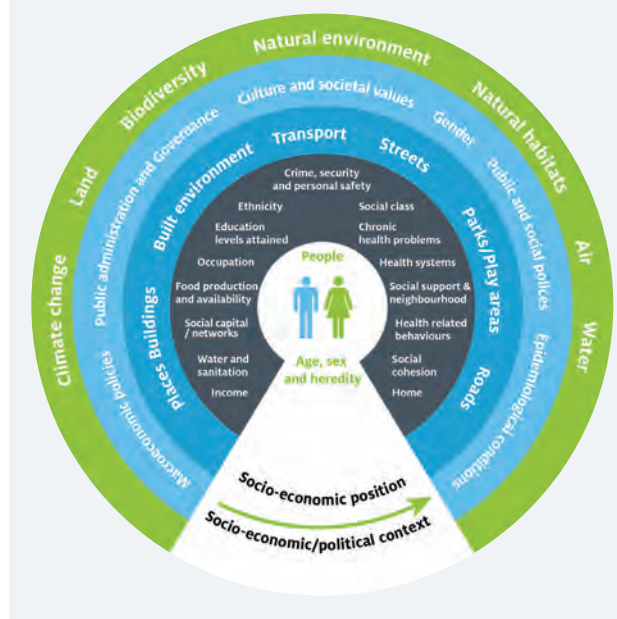 Climate change
Land
Biodiversity
Natural environment
Natural habitats
Air
Water
Macroeconomic policies
Public administration and Governance
Culture and societal values
Gender
Public and social polices
Epidemiological conditions
Places Buildings
Built environment
Transport
Streets
Parks/Play areas
Roads
Crime, security
and personal safety
Ethnicity
Social class
Education
levels attained
Chronic
health problems
Occupation
Health systems
Food production
and availability
Social support &
neighbourhood
Social capital
/ networks
Health related
behaviours
Water and
sanitation
Social
cohesion
Income
Home
People
Age, sex
and heredity
Socio-economic position
Socio-economic/political context